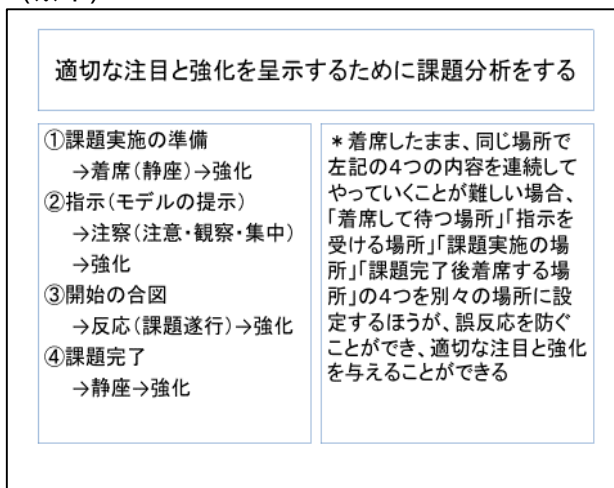 適切な注目と強化を呈示するために課題分析をする
①課題実施の準備
→着席(静座)→強化
②指示(モデルの提示)
→注察(注意・観察・集中)
→強化
③開始の合図
→反応(課題遂行)→強化
④課題完了
→静座→強化
*着席したまま、同じ場所で
左記の4つの内容を連続して
やっていくことが難しい場合、
「着席して待つ場所」「指示を
受ける場所」「課題実施の場
所」「課題完了後着席する場
所」の4つを別々の場所に設
定するほうが、誤反応を防ぐ
ことができ、適切な注目と強化
を与えることができる